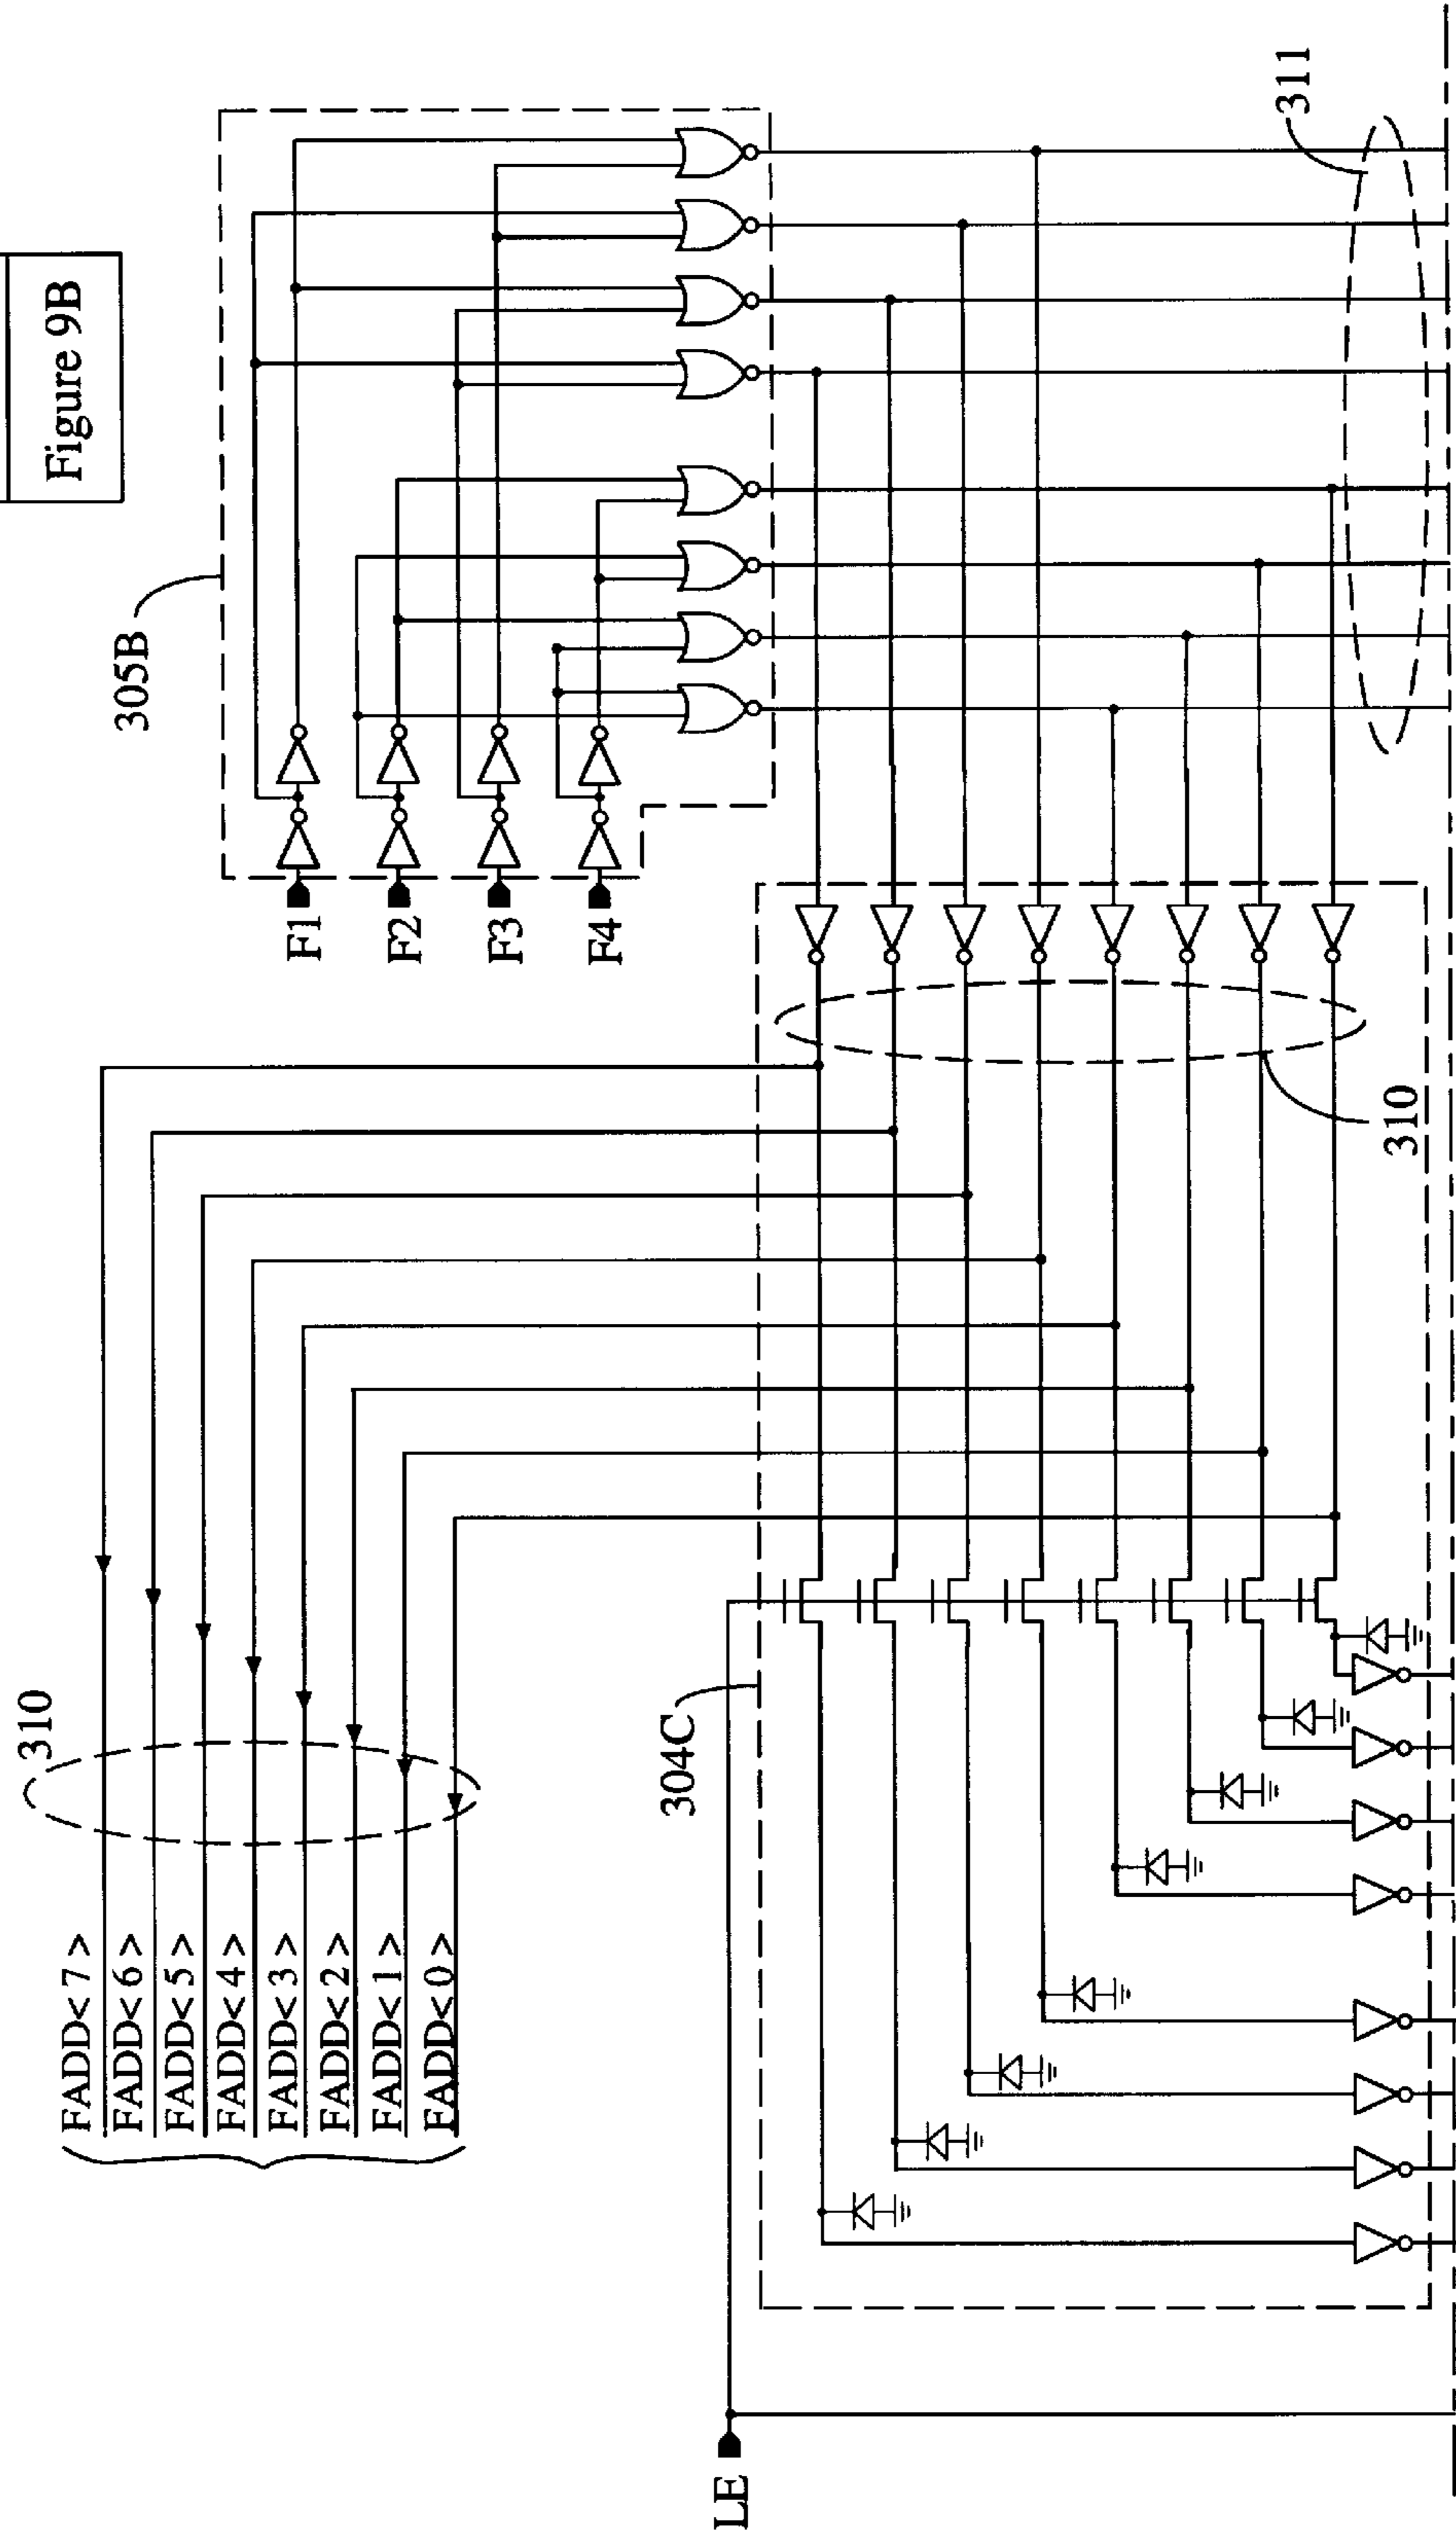 Figure 9B
305B
311
F1
F2
F3
F4
310
310
304C
FADD< 7 >
FADD< 6 >
FADD< 5 >
FADD< 4 >
FADD< 3 >
FADD< 2 >
FADD< 1 >
FADD< 0 >
LE